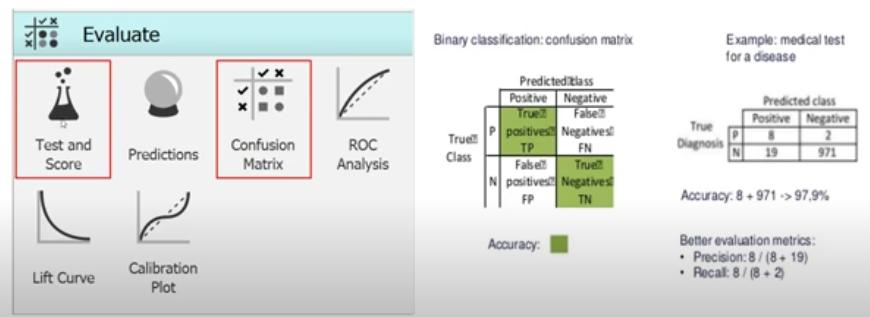 Evaluate
Test and
Score
Predictions
Confusion
Matrix
ROC
Analysis
Lift Curve
Calibration
Plot
Binary classification: confusion matrix
Predicted class
Positive Negative
True
Class
P
True
positives
TP
False
Negatives
FN
N
False
positives
FP
True
Negatives
TN
Accuracy:
Example: medical test
for a disease
Predicted class
Positive Negative
True
Diagnosis
P 8 2
N 19 971
Accuracy: 8 + 971 -> 97,9%
Better evaluation metrics:
• Precision: 8 / (8 + 19)
• Recall: 8 / (8 + 2)